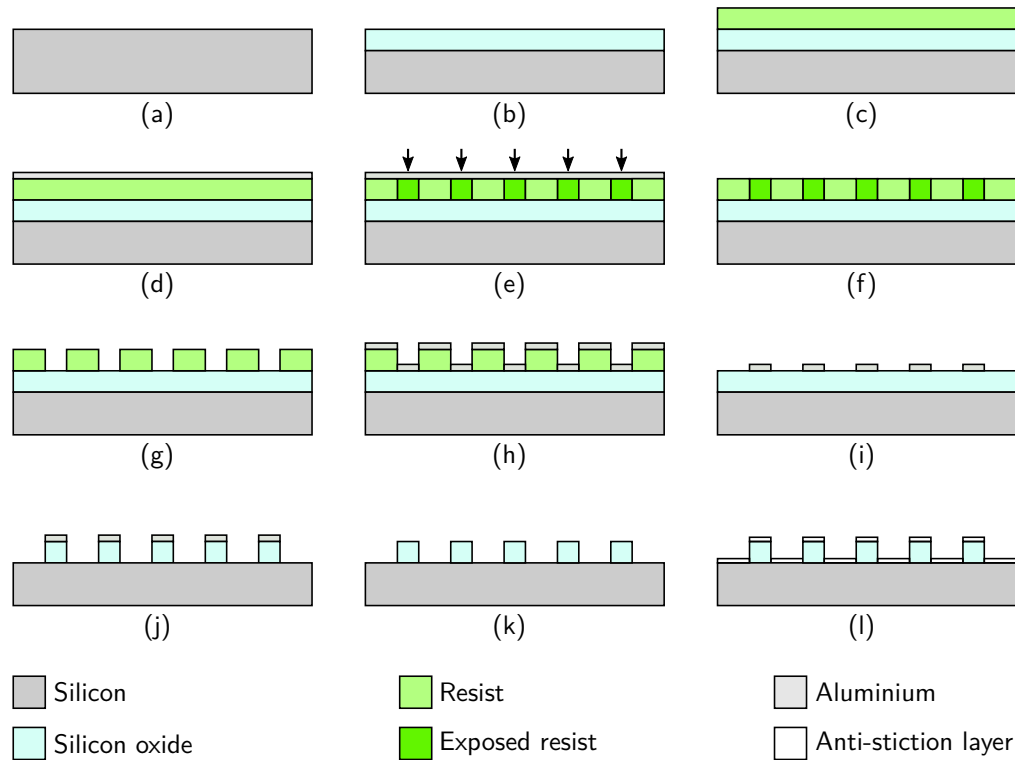 (a)
(b)
(c)
(d)
(e)
(f)
(g)
(h)
(i)
(j)
(k)
(l)
Silicon
Resist
Aluminium
Silicon oxide
Exposed resist
Anti-stiction layer